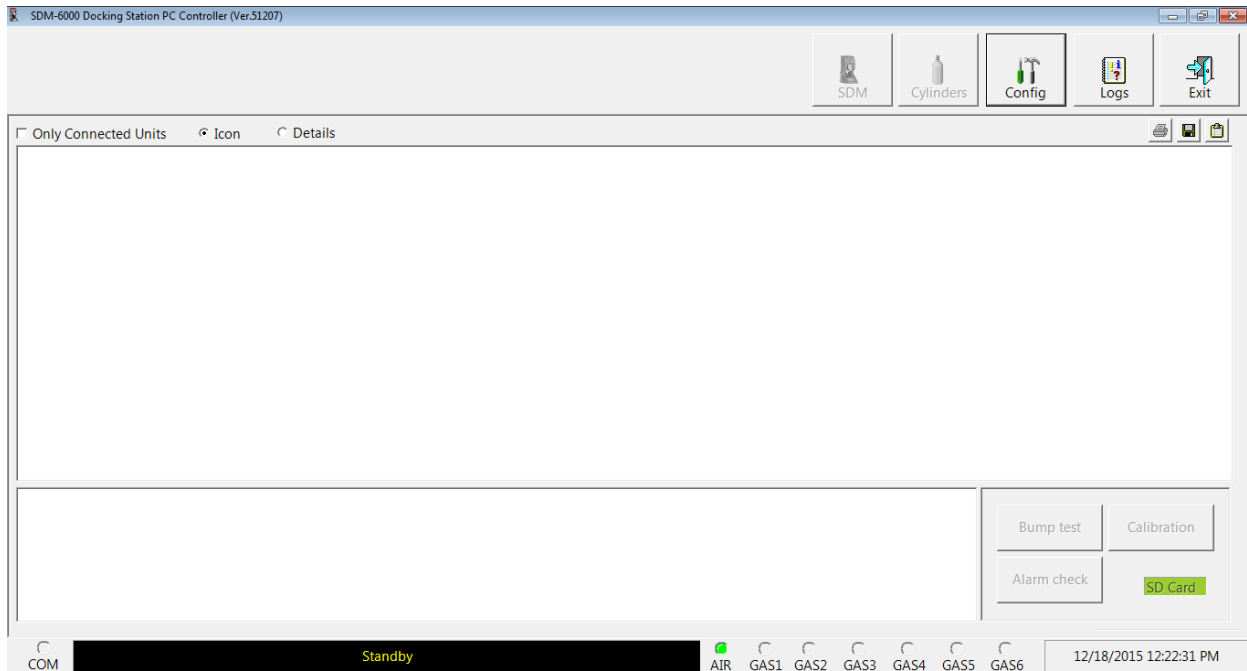 SDM-6000 Docking Station PC Controller (Ver.51207)
SDM Cylinders Config Logs Exit
Only Connected Units Icon Details
Bump test Calibration
Alarm check SD Card
COM Standby AIR GAS1 GAS2 GAS3 GAS4 GAS5 GAS6 12/18/2015 12:22:31 PM